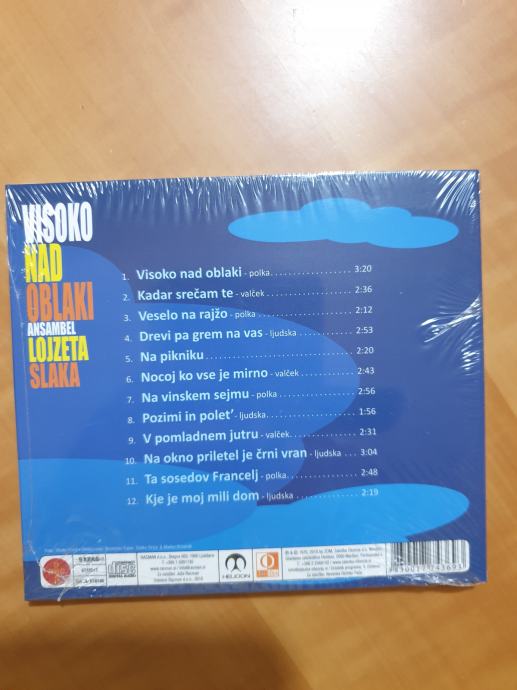 VISOKO
NAD
OBLAKI
ANSAMBEL
LOJZETA
SLAKA
1. Visoko nad oblaki - polka 3:20
2. Kadar srečam te - valček 2:36
3. Veselo na rajžo - polka 2:12
4. Drevi pa grem na vas - ljudska 2:53
5. Na pikniku 2:20
6. Nocoj ko vse je mirno - valček 2:43
7. Na vinskem sejmu - polka 2:56
8. Pozimi in polet' - ljudska 1:56
9. V pomladnem jutru - valček 2:31
10. Na okno priletel je črni vran - ljudska 3:04
11. Ta sosedov Francelj - polka 2:48
12. Kje je moj mili dom - ljudska 2:19
HELIDON